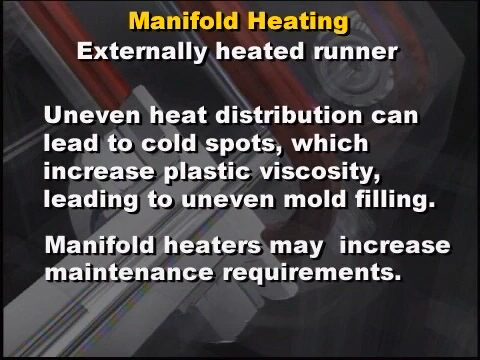 Manifold Heating
Externally heated runner
Uneven heat distribution can
lead to cold spots, which
increase plastic viscosity,
leading to uneven mold filling.
Manifold heaters may increase
maintenance requirements.